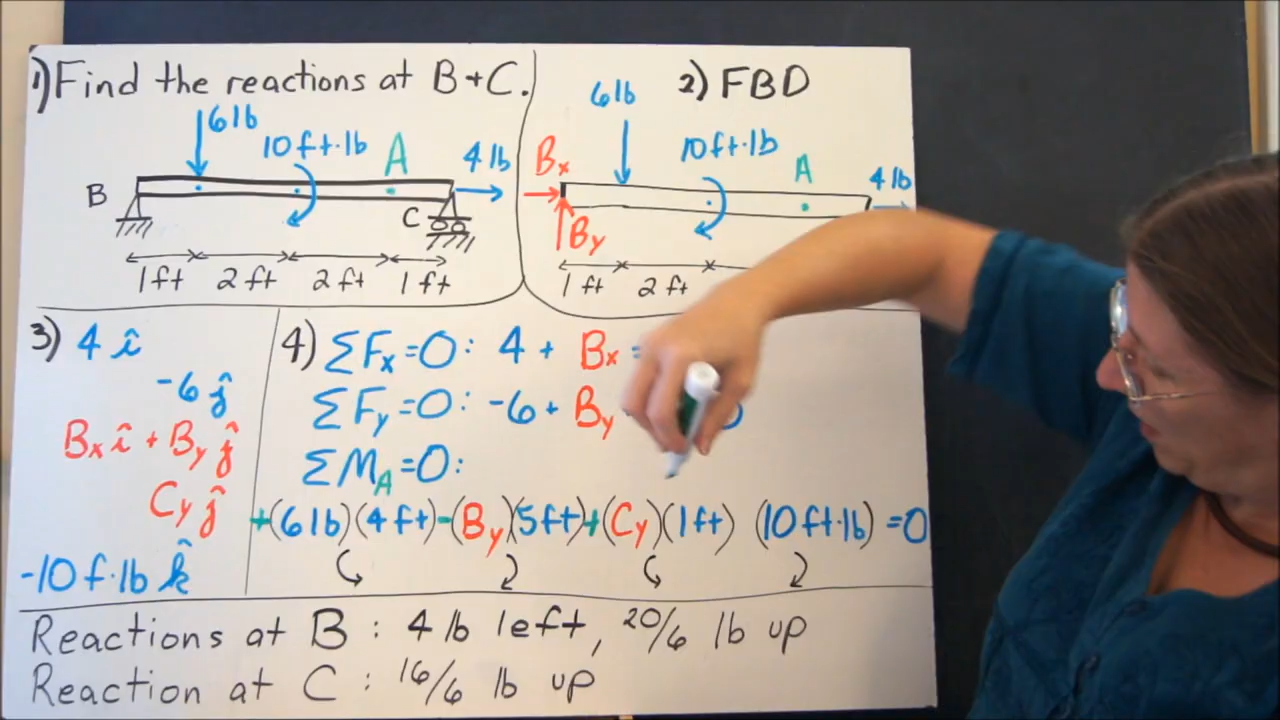 1) Find the reactions at B + C.
6 lb
10 ft·lb
A
4 lb
B
C
1 ft 2 ft 2 ft 1 ft
2) FBD
6 lb
10 ft·lb
A
4 lb
Bx
By
1 ft 2 ft
3) 4 î
-6 ĵ
Bx î + By ĵ
Cy ĵ
-10 f·lb k̂
4) ΣFx = 0: 4 + Bx =
ΣFy = 0: -6 + By
ΣMA = 0:
+(6 lb)(4 ft) -(By)(5 ft) +(Cy)(1 ft) (10 ft·lb) = 0
Reactions at B : 4 lb left, 20/6 lb up
Reaction at C : 16/6 lb up